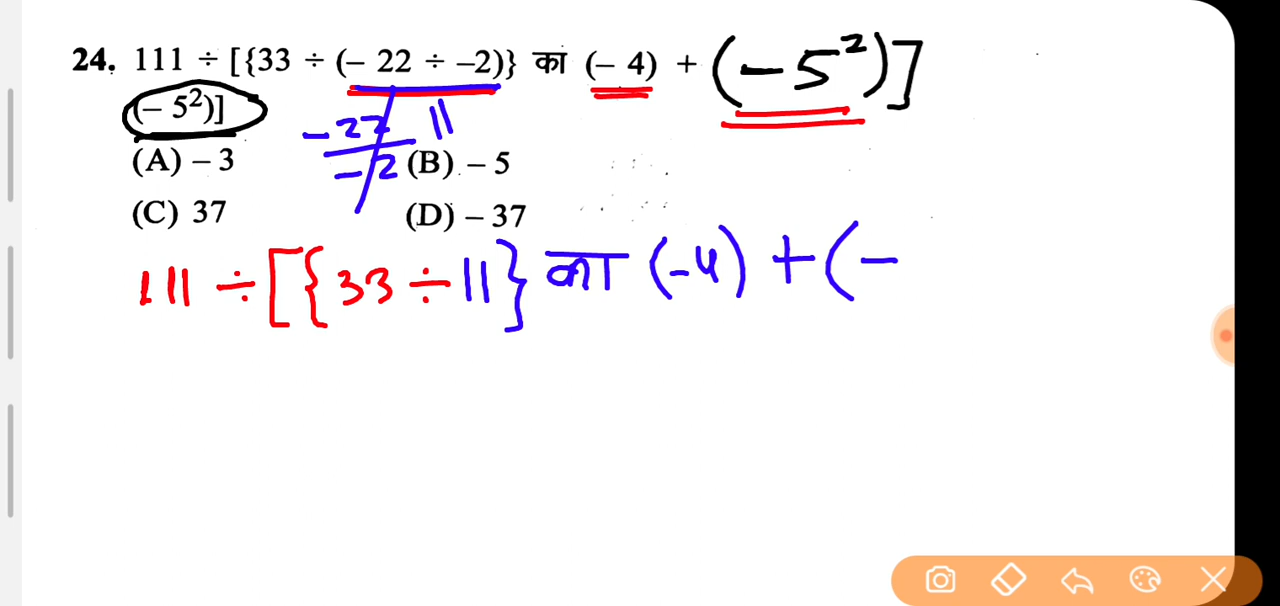 24. 111 ÷ [{33 ÷ (– 22 ÷ –2)} का (– 4) + (–5²)]
(– 5²)]
–22 11
–2
(A) – 3 (B) – 5
(C) 37 (D) – 37
111 ÷ [{33 ÷ 11} का (–4) + (–